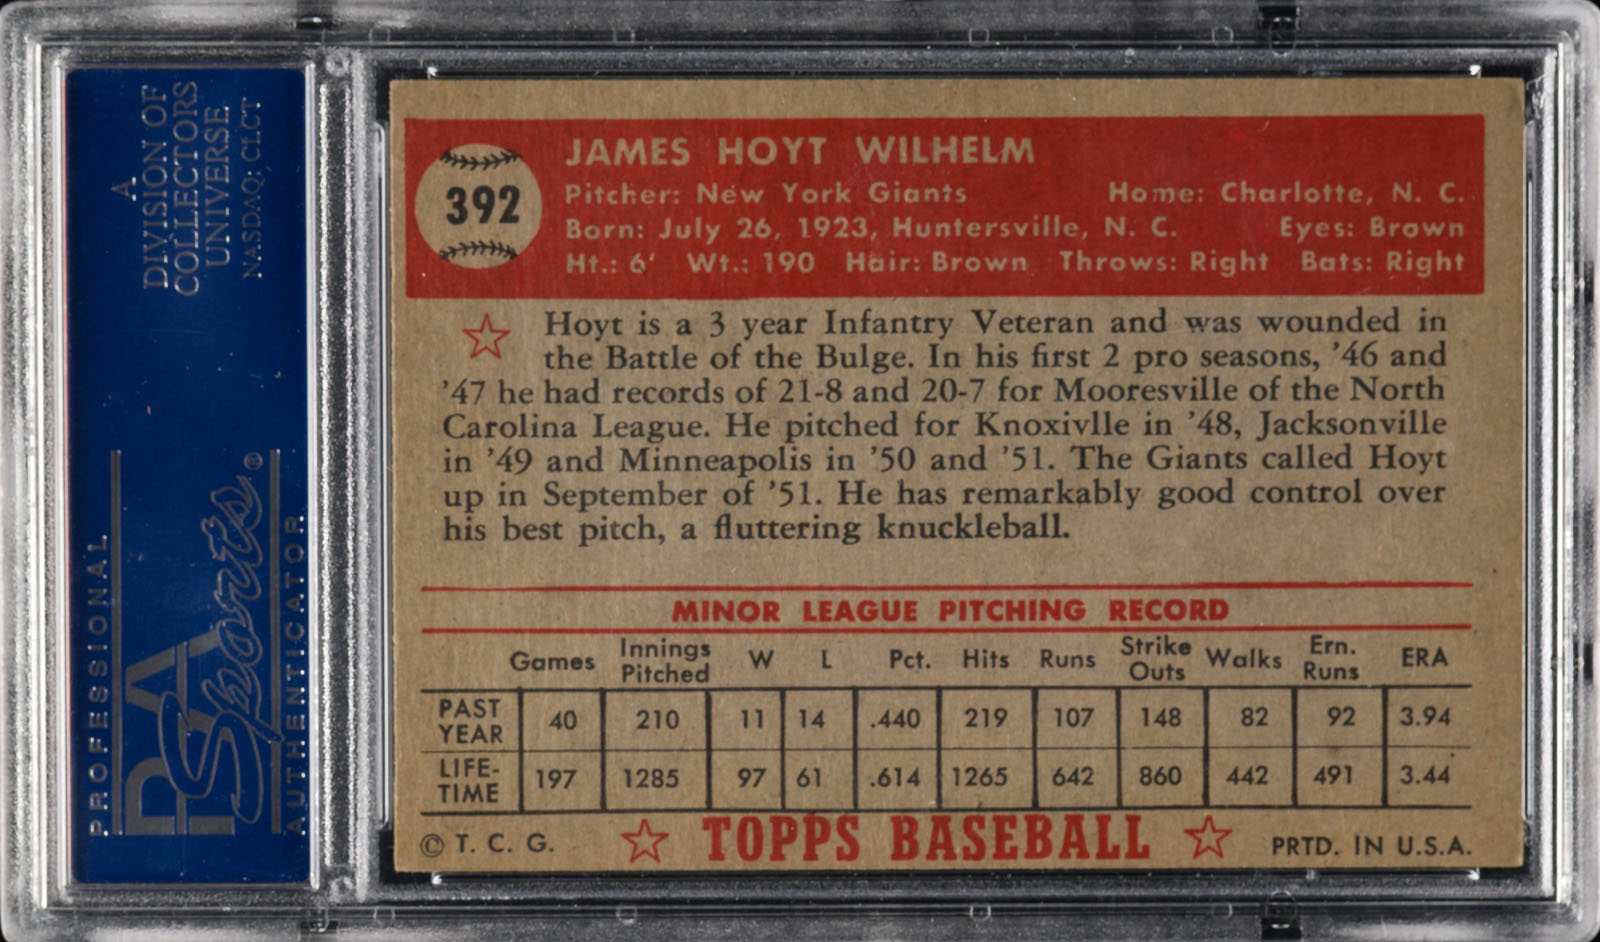 A
DIVISION OF
COLLECTORS
UNIVERSE
NASDAQ: CLCT
PROFESSIONAL
PSA
Sports®
AUTHENTICATOR
392
JAMES HOYT WILHELM
Pitcher: New York Giants Home: Charlotte, N. C.
Born: July 26, 1923, Huntersville, N. C. Eyes: Brown
Ht.: 6' Wt.: 190 Hair: Brown Throws: Right Bats: Right
Hoyt is a 3 year Infantry Veteran and was wounded in
the Battle of the Bulge. In his first 2 pro seasons, '46 and
'47 he had records of 21-8 and 20-7 for Mooresville of the North
Carolina League. He pitched for Knoxivlle in '48, Jacksonville
in '49 and Minneapolis in '50 and '51. The Giants called Hoyt
up in September of '51. He has remarkably good control over
his best pitch, a fluttering knuckleball.
MINOR LEAGUE PITCHING RECORD
Games Innings Pitched W L Pct. Hits Runs Strike Outs Walks Ern. Runs ERA
PAST YEAR 40 210 11 14 .440 219 107 148 82 92 3.94
LIFE-TIME 197 1285 97 61 .614 1265 642 860 442 491 3.44
© T. C. G. TOPPS BASEBALL PRTD. IN U.S.A.